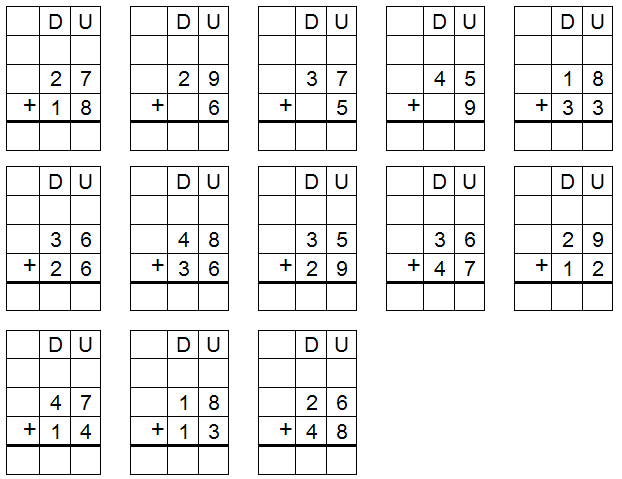 D U D U D U D U D U
2 7 2 9 3 7 4 5 1 8
+ 1 8 + 6 + 5 + 9 + 3 3
D U D U D U D U D U
3 6 4 8 3 5 3 6 2 9
+ 2 6 + 3 6 + 2 9 + 4 7 + 1 2
D U D U D U
4 7 1 8 2 6
+ 1 4 + 1 3 + 4 8